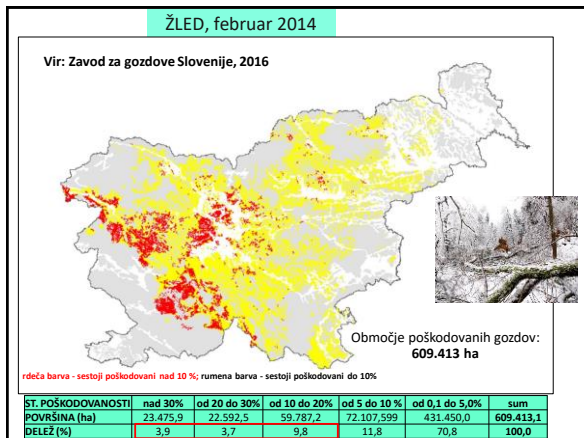 ŽLED, februar 2014
Vir: Zavod za gozdove Slovenije, 2016
Območje poškodovanih gozdov:
609.413 ha
rdeča barva - sestoji poškodovani nad 10 %; rumena barva - sestoji poškodovani do 10%
ST. POŠKODOVANOSTI nad 30% od 20 do 30% od 10 do 20% od 5 do 10 % od 0,1 do 5,0% sum
POVRŠINA (ha) 23.475,9 22.592,5 59.787,2 72.107,599 431.450,0 609.413,1
DELEŽ (%) 3,9 3,7 9,8 11,8 70,8 100,0